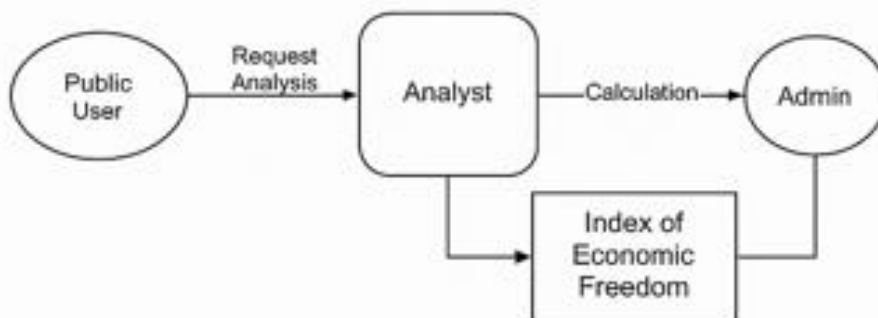 Public
User
Request
Analysis
Analyst
Calculation
Admin
Index of
Economic
Freedom